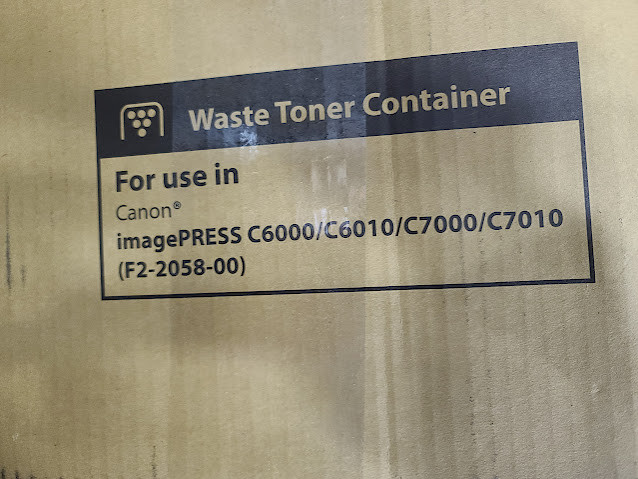 Waste Toner Container
For use in
Canon®
imagePRESS C6000/C6010/C7000/C7010
(F2-2058-00)